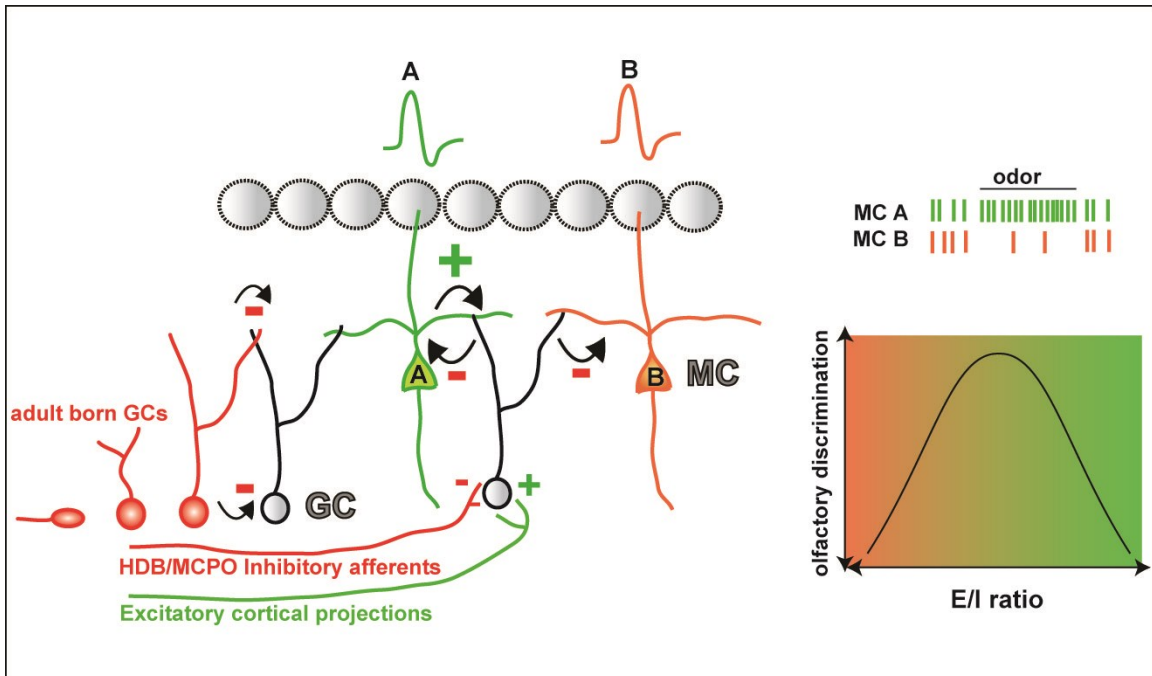 A
B
odor
MC A
MC B
+
-
-
-
A
B
MC
adult born GCs
-
GC
-
-
+
HDB/MCPO Inhibitory afferents
Excitatory cortical projections
olfactory discrimination
E/I ratio